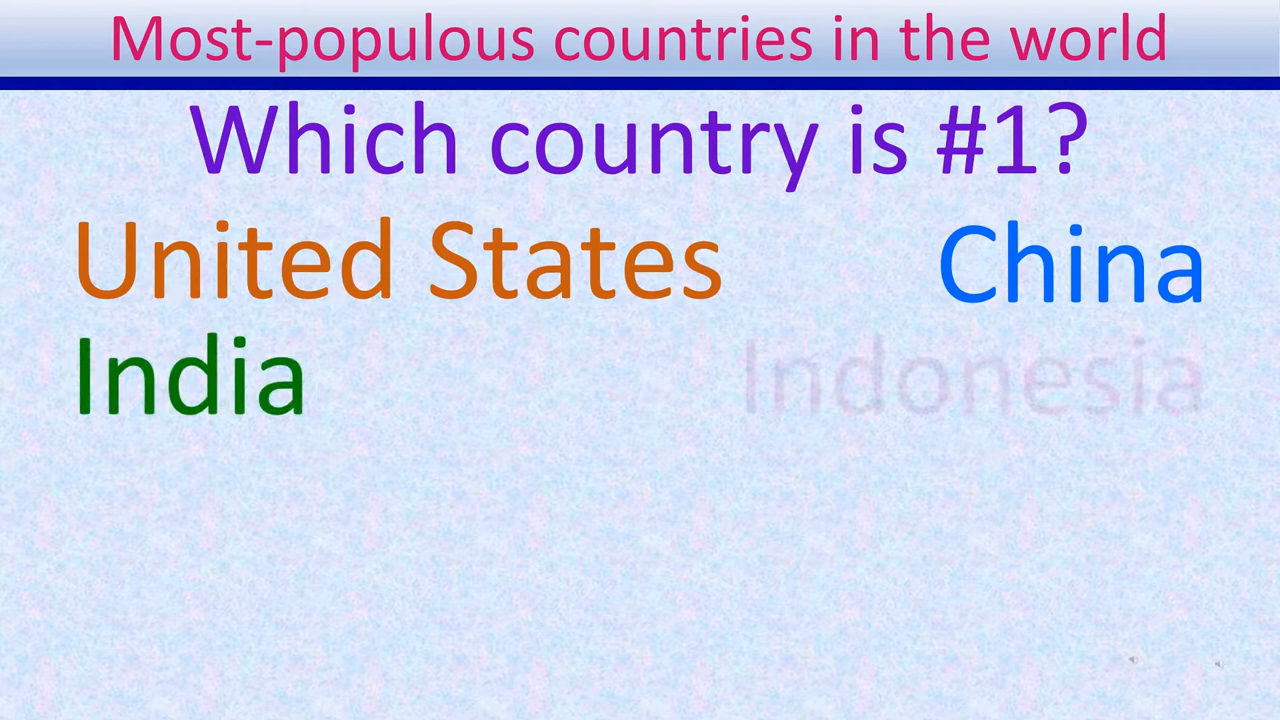 Most-populous countries in the world
Which country is #1?
United States China
India Indonesia